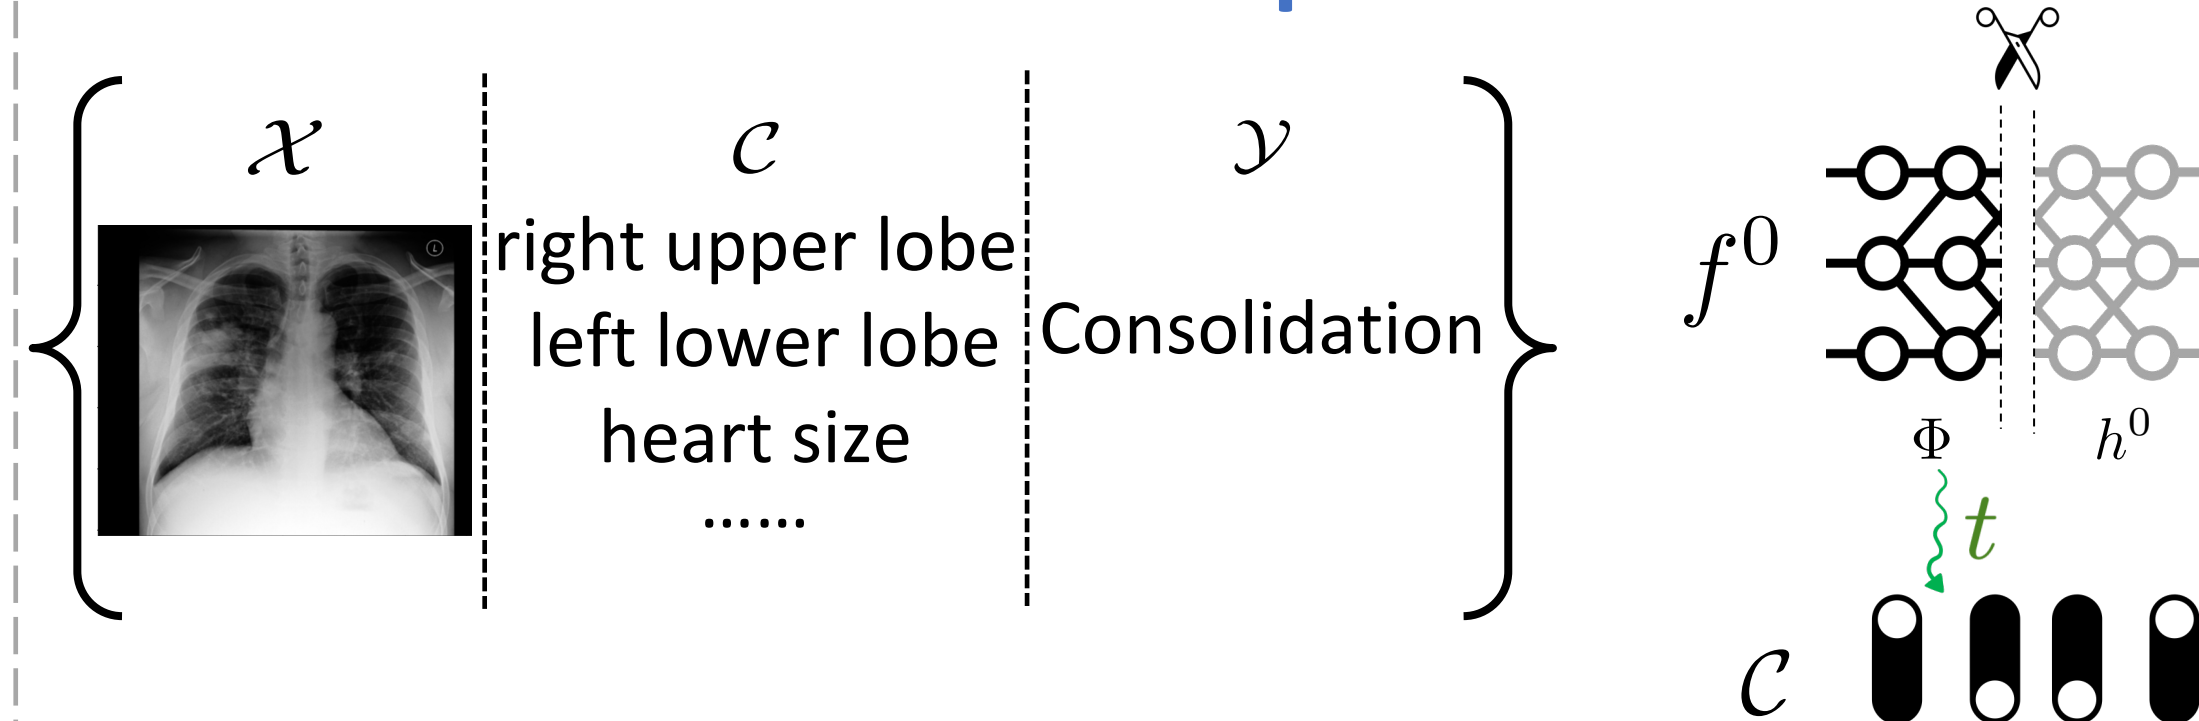 𝒳
𝒞
𝒴
right upper lobe
left lower lobe
heart size
......
Consolidation
L
f⁰
Φ
h⁰
t
𝒞